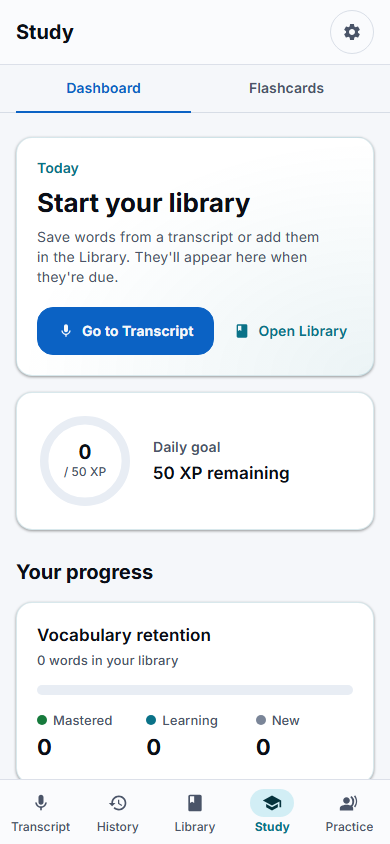 Study
Dashboard Flashcards
Today
Start your library
Save words from a transcript or add them
in the Library. They'll appear here when
they're due.
Go to Transcript Open Library
0
/ 50 XP
Daily goal
50 XP remaining
Your progress
Vocabulary retention
0 words in your library
Mastered Learning New
0 0 0
Transcript History Library Study Practice